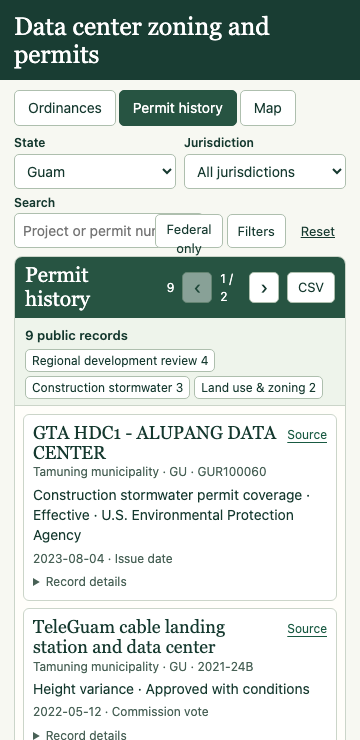 Data center zoning and
permits
Ordinances
Permit history
Map
State
Jurisdiction
Guam
All jurisdictions
Search
Project or permit nur
Federal
only
Filters
Reset
Permit
history
9
‹
1 /
2
›
CSV
9 public records
Regional development review 4
Construction stormwater 3
Land use & zoning 2
GTA HDC1 - ALUPANG DATA
CENTER
Source
Tamuning municipality · GU · GUR100060
Construction stormwater permit coverage ·
Effective · U.S. Environmental Protection
Agency
2023-08-04 · Issue date
▶ Record details
TeleGuam cable landing
station and data center
Source
Tamuning municipality · GU · 2021-24B
Height variance · Approved with conditions
2022-05-12 · Commission vote
▶ Record details